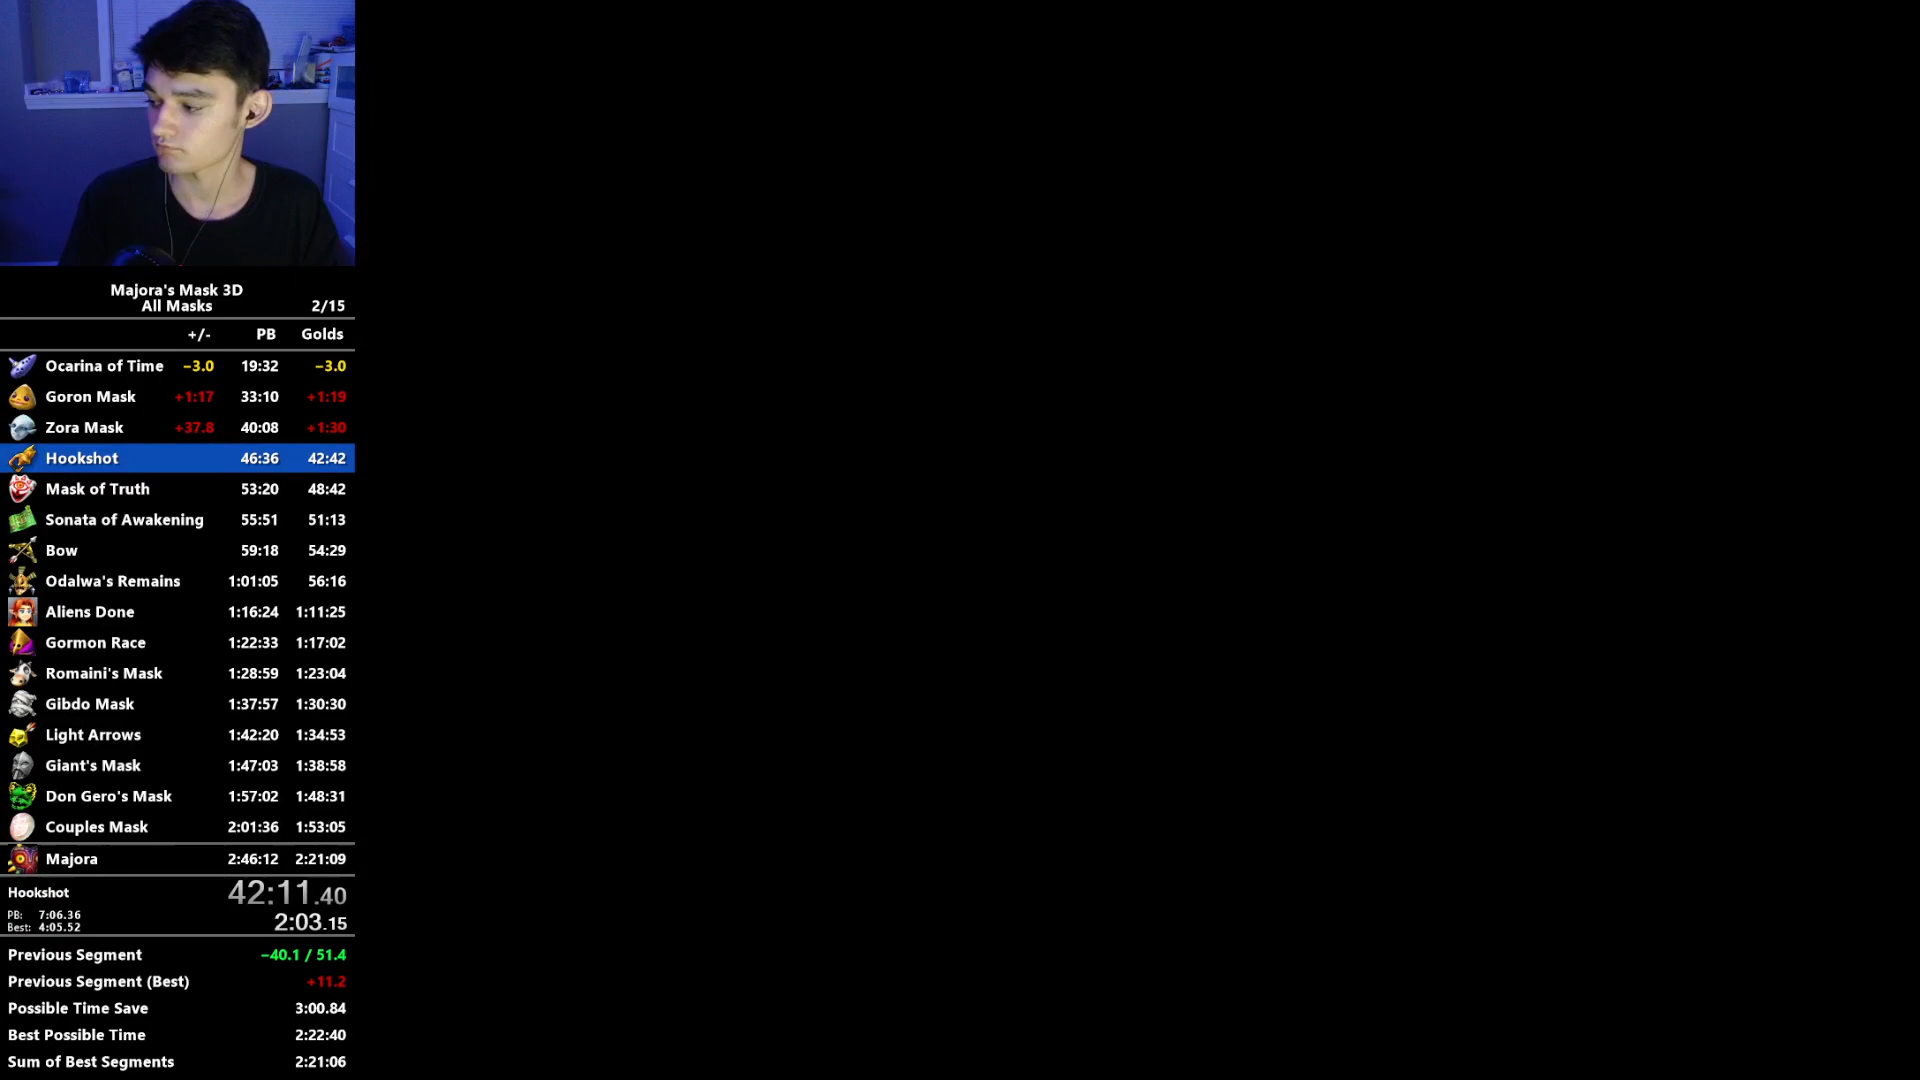 Majora's Mask 3D
All Masks 2/15
+/- PB Golds
Ocarina of Time −3.0 19:32 −3.0
Goron Mask +1:17 33:10 +1:19
Zora Mask +37.8 40:08 +1:30
Hookshot 46:36 42:42
Mask of Truth 53:20 48:42
Sonata of Awakening 55:51 51:13
Bow 59:18 54:29
Odalwa's Remains 1:01:05 56:16
Aliens Done 1:16:24 1:11:25
Gormon Race 1:22:33 1:17:02
Romaini's Mask 1:28:59 1:23:04
Gibdo Mask 1:37:57 1:30:30
Light Arrows 1:42:20 1:34:53
Giant's Mask 1:47:03 1:38:58
Don Gero's Mask 1:57:02 1:48:31
Couples Mask 2:01:36 1:53:05
Majora 2:46:12 2:21:09
Hookshot 42:11.40
PB: 7:06.36
Best: 4:05.52 2:03.15
Previous Segment −40.1 / 51.4
Previous Segment (Best) +11.2
Possible Time Save 3:00.84
Best Possible Time 2:22:40
Sum of Best Segments 2:21:06